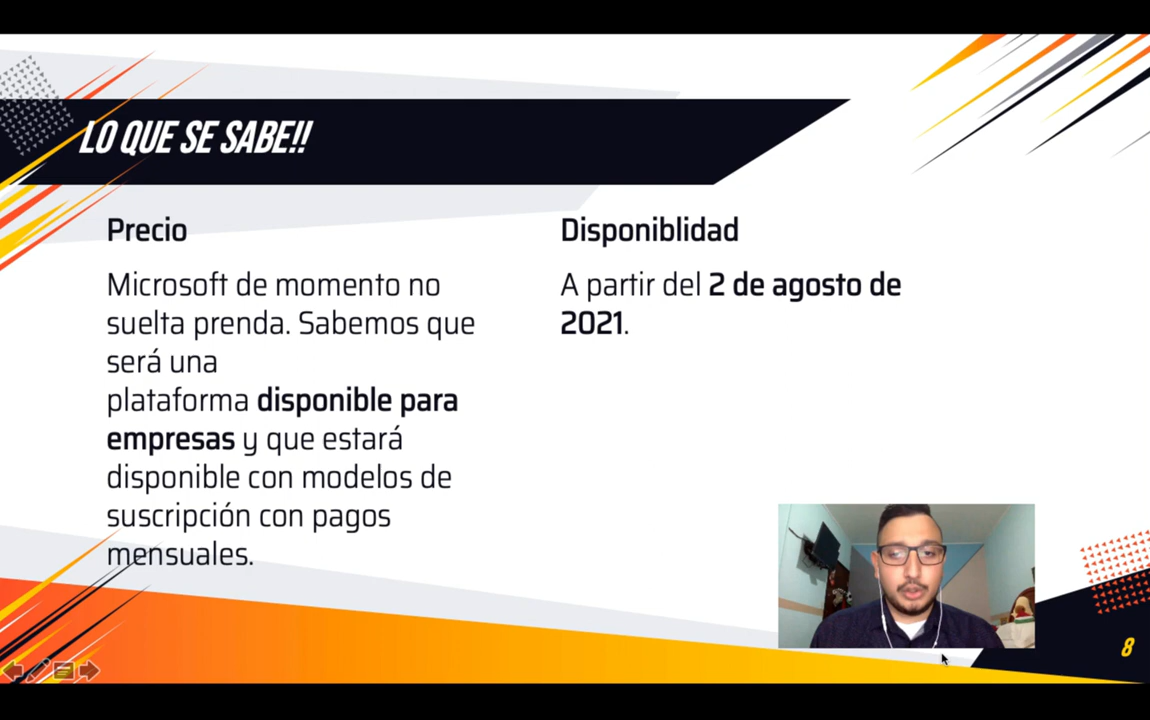 LO QUE SE SABE!!
Precio
Microsoft de momento no
suelta prenda. Sabemos que
será una
plataforma disponible para
empresas y que estará
disponible con modelos de
suscripción con pagos
mensuales.
Disponiblidad
A partir del 2 de agosto de
2021.
8